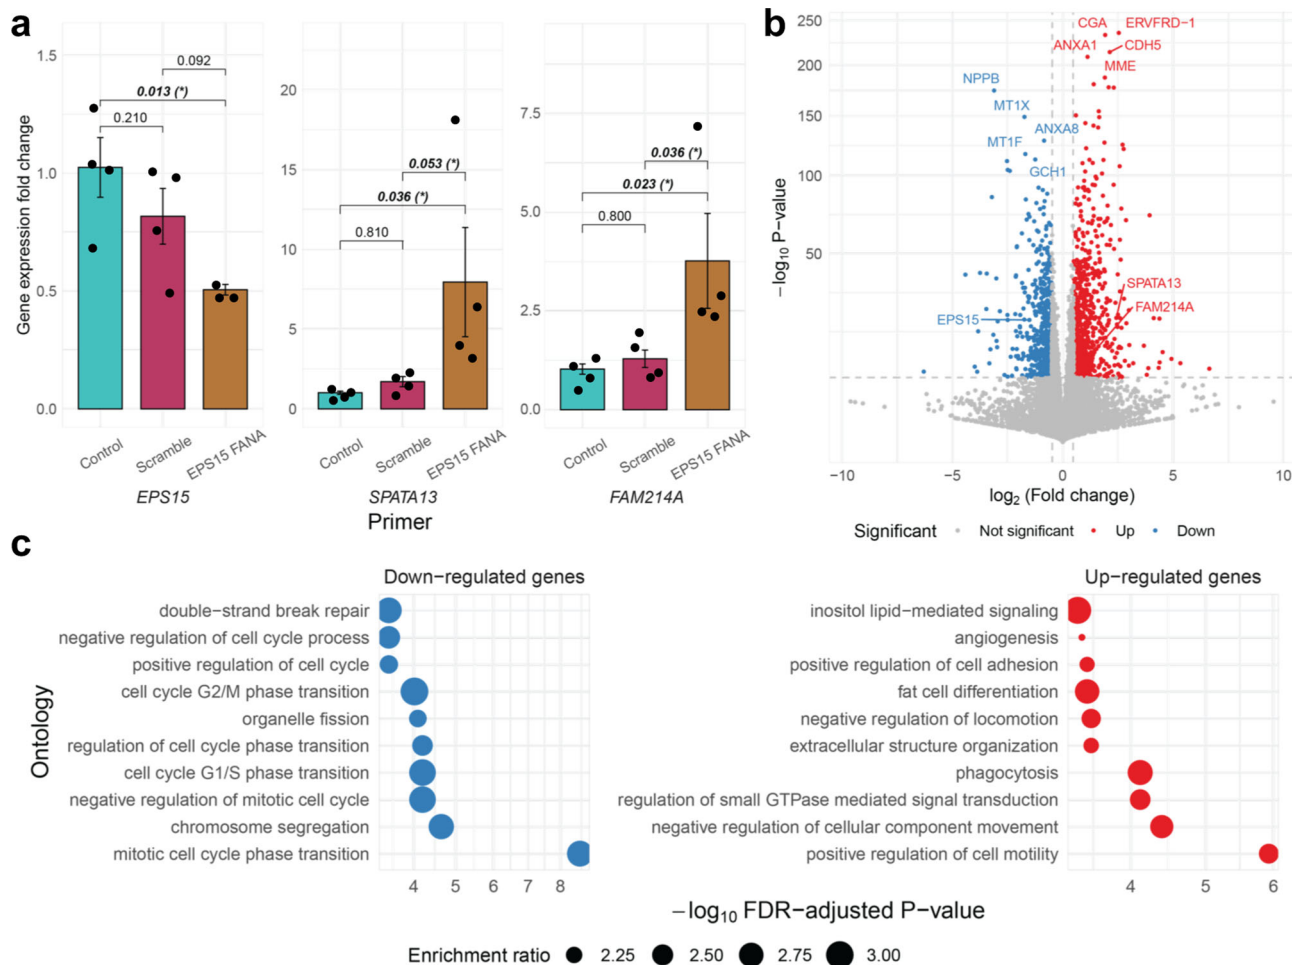 a
Gene expression fold change
1.5
1.0
0.5
0.0
0.092
0.013 (*)
0.210
Control
Scramble
EPS15 FANA
EPS15
20
15
10
5
0
0.053 (*)
0.036 (*)
0.810
Control
Scramble
EPS15 FANA
SPATA13
7.5
5.0
2.5
0.0
0.036 (*)
0.023 (*)
0.800
Control
Scramble
EPS15 FANA
FAM214A
Primer
b
−log10 P−value
250
200
150
100
50
CGA
ERVFRD−1
ANXA1
CDH5
MME
NPPB
MT1X
ANXA8
MT1F
GCH1
SPATA13
FAM214A
EPS15
−10
−5
0
5
10
log2 (Fold change)
Significant
Not significant
Up
Down
c
Ontology
Down−regulated genes
double−strand break repair
negative regulation of cell cycle process
positive regulation of cell cycle
cell cycle G2/M phase transition
organelle fission
regulation of cell cycle phase transition
cell cycle G1/S phase transition
negative regulation of mitotic cell cycle
chromosome segregation
mitotic cell cycle phase transition
4
5
6
7
8
Up−regulated genes
inositol lipid−mediated signaling
angiogenesis
positive regulation of cell adhesion
fat cell differentiation
negative regulation of locomotion
extracellular structure organization
phagocytosis
regulation of small GTPase mediated signal transduction
negative regulation of cellular component movement
positive regulation of cell motility
4
5
6
−log10 FDR−adjusted P−value
Enrichment ratio
2.25
2.50
2.75
3.00